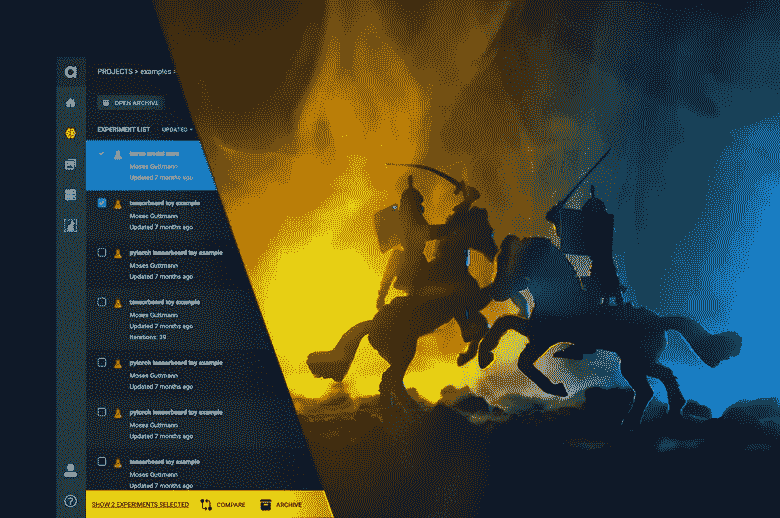 PROJECTS > examples >
OPEN ARCHIVE
EXPERIMENT LIST UPDATED
Moses Guttmann
Updated 7 months ago
tensorboard toy example
Moses Guttmann
Updated 7 months ago
pytorch tensorboard toy example
Moses Guttmann
Updated 7 months ago
tensorboard toy example
Moses Guttmann
Updated 7 months ago
Iterations: 39
pytorch tensorboard toy example
Moses Guttmann
Updated 7 months ago
pytorch tensorboard toy example
Moses Guttmann
Updated 7 months ago
tensorboard toy example
Moses Guttmann
Updated 7 months ago
SHOW 2 EXPERIMENTS SELECTED COMPARE ARCHIVE